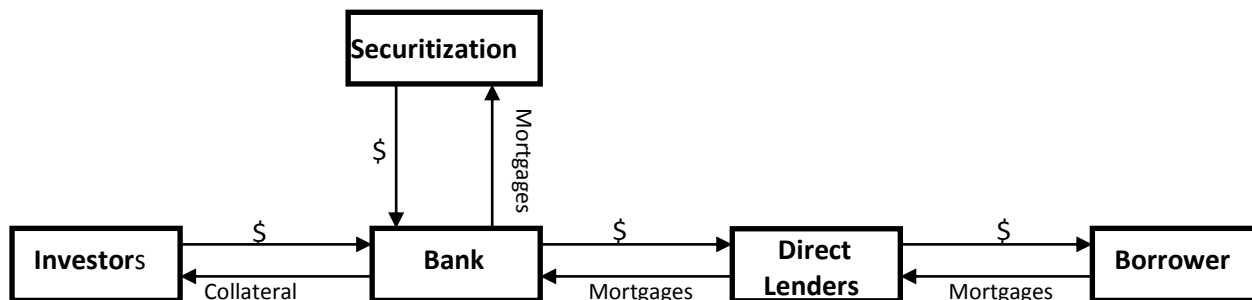 Securitization
$
Mortgages
Investors
$
Collateral
Bank
$
Mortgages
Direct
Lenders
$
Mortgages
Borrower